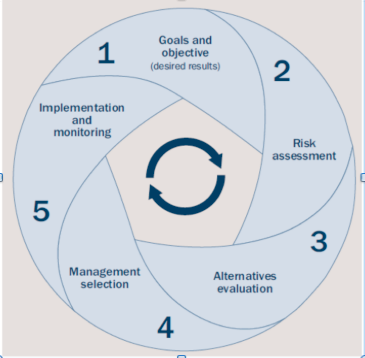 1
Goals and
objective
(desired results)
2
Risk
assessment
3
Alternatives
evaluation
4
Management
selection
5
Implementation
and
monitoring